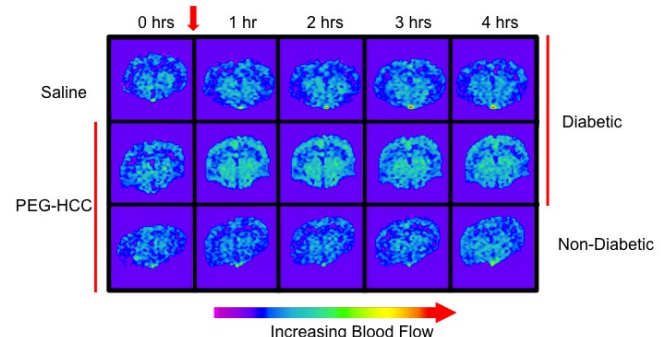 0 hrs 1 hr 2 hrs 3 hrs 4 hrs
Saline
Diabetic
PEG-HCC
Non-Diabetic
Increasing Blood Flow